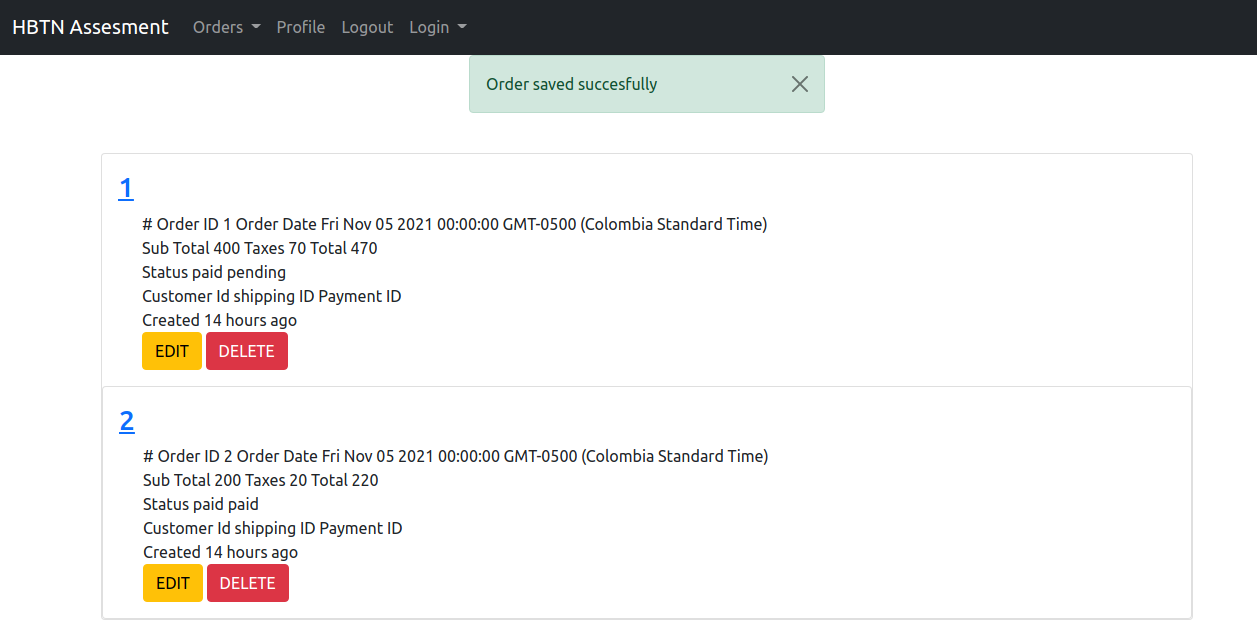 HBTN Assesment Orders Profile Logout Login
Order saved succesfully
1
# Order ID 1 Order Date Fri Nov 05 2021 00:00:00 GMT-0500 (Colombia Standard Time)
Sub Total 400 Taxes 70 Total 470
Status paid pending
Customer Id shipping ID Payment ID
Created 14 hours ago
EDIT DELETE
2
# Order ID 2 Order Date Fri Nov 05 2021 00:00:00 GMT-0500 (Colombia Standard Time)
Sub Total 200 Taxes 20 Total 220
Status paid paid
Customer Id shipping ID Payment ID
Created 14 hours ago
EDIT DELETE